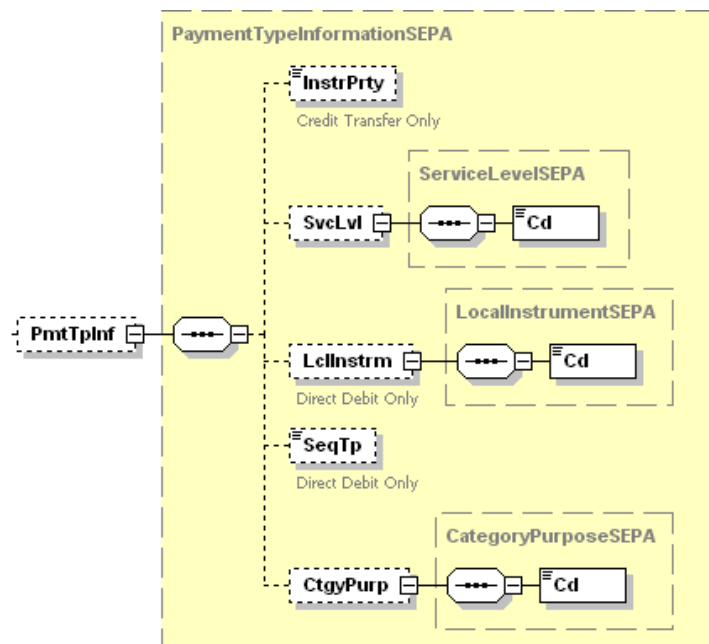 PaymentTypeInformationSEPA
InstrPrty
Credit Transfer Only
ServiceLevelSEPA
SvcLvl
Cd
LocalInstrumentSEPA
PmtTpInf
LclInstrm
Cd
Direct Debit Only
SeqTp
Direct Debit Only
CategoryPurposeSEPA
CtgyPurp
Cd